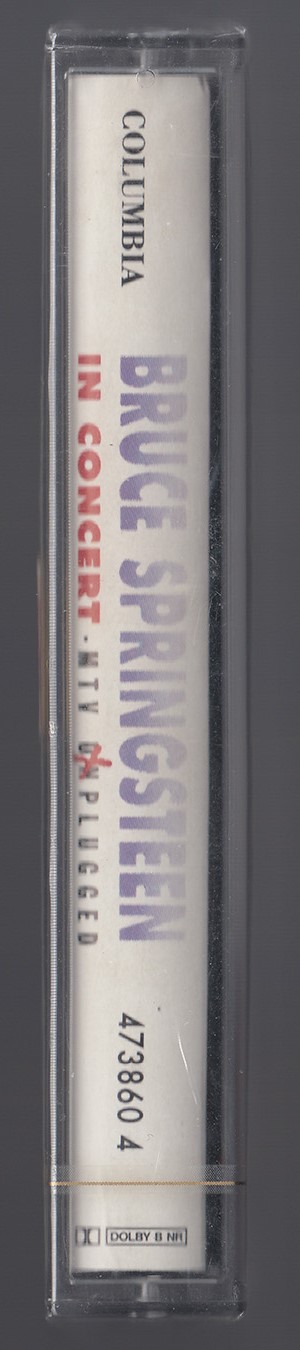 COLUMBIA
BRUCE SPRINGSTEEN
IN CONCERT · MTV UNPLUGGED
473860 4
DOLBY B NR